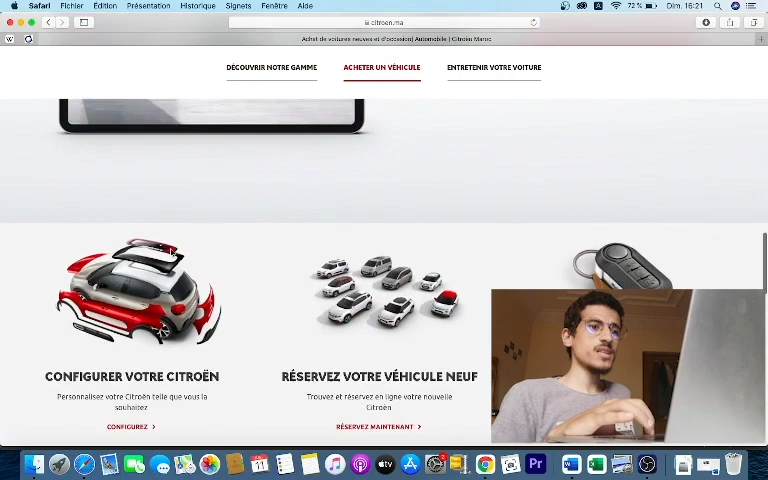 Safari Fichier Édition Présentation Historique Signets Fenêtre Aide
72 % Dim. 16:21
citroen.ma
Achat de voitures neuves et d'occasion| Automobile | Citroën Maroc
DÉCOUVRIR NOTRE GAMME ACHETER UN VÉHICULE ENTRETENIR VOTRE VOITURE
CONFIGURER VOTRE CITROËN
Personnalisez votre Citroën telle que vous la
souhaitez
CONFIGUREZ >
RÉSERVEZ VOTRE VÉHICULE NEUF
Trouvez et réservez en ligne votre nouvelle
Citroën
RÉSERVEZ MAINTENANT >